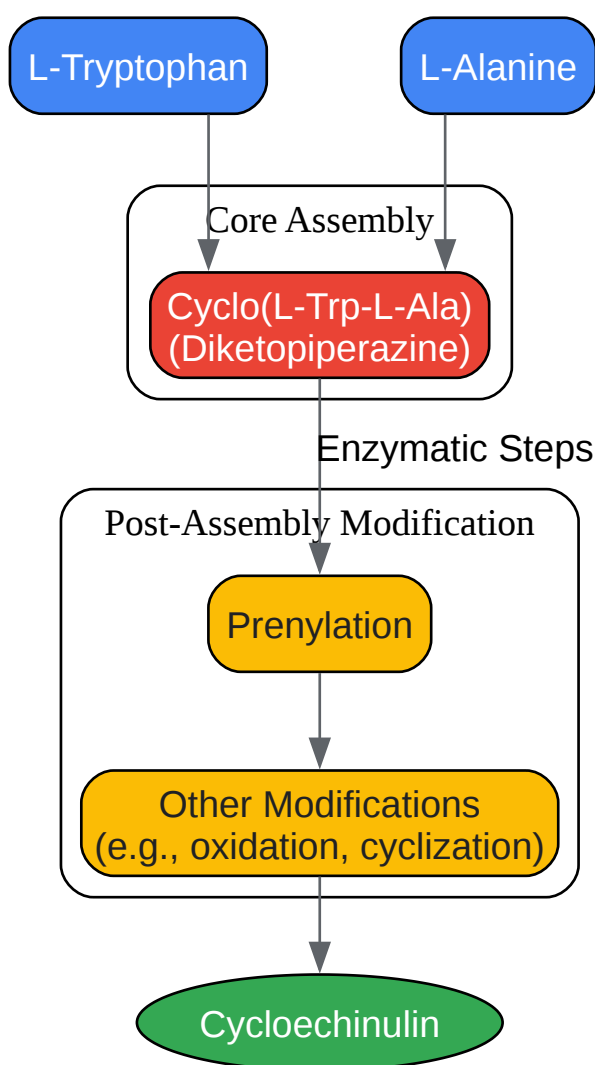 L-Tryptophan
L-Alanine
Core Assembly
Cyclo(L-Trp-L-Ala)
(Diketopiperazine)
Enzymatic Steps
Post-Assembly Modification
Prenylation
Other Modifications
(e.g., oxidation, cyclization)
Cycloechinulin